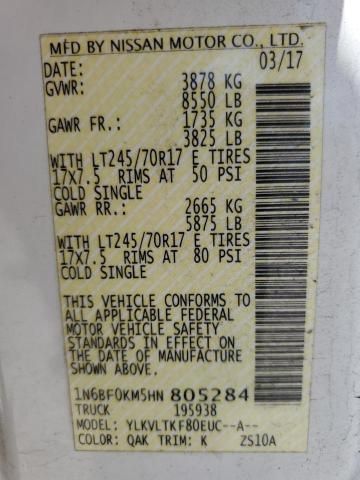 MFD BY NISSAN MOTOR CO., LTD.
DATE: 03/17
GVWR: 3878 KG
8550 LB
GAWR FR.: 1735 KG
3825 LB
WITH LT245/70R17 E TIRES
17x7.5 RIMS AT 50 PSI
COLD SINGLE
GAWR RR.: 2665 KG
5875 LB
WITH LT245/70R17 E TIRES
17x7.5 RIMS AT 80 PSI
COLD SINGLE
THIS VEHICLE CONFORMS TO
ALL APPLICABLE FEDERAL
MOTOR VEHICLE SAFETY
STANDARDS IN EFFECT ON
THE DATE OF MANUFACTURE
SHOWN ABOVE.
1N6BF0KM5HN 805284
TRUCK 195938
MODEL: YLKVLTKF80EUC--A--
COLOR: QAK TRIM: K ZS10A